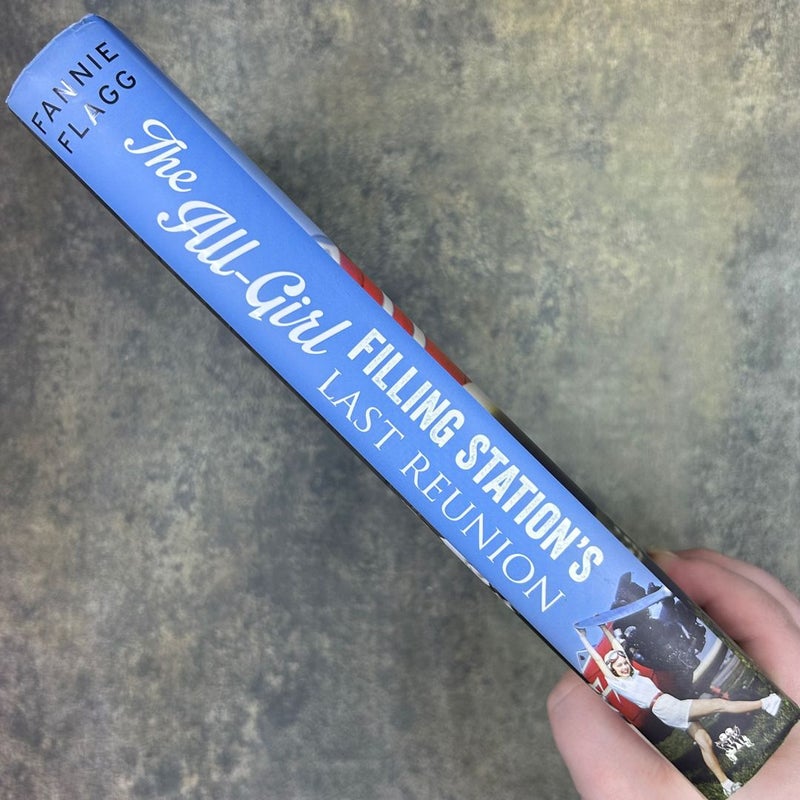 FANNIE
FLAGG
The All-Girl FILLING STATION'S
LAST REUNION